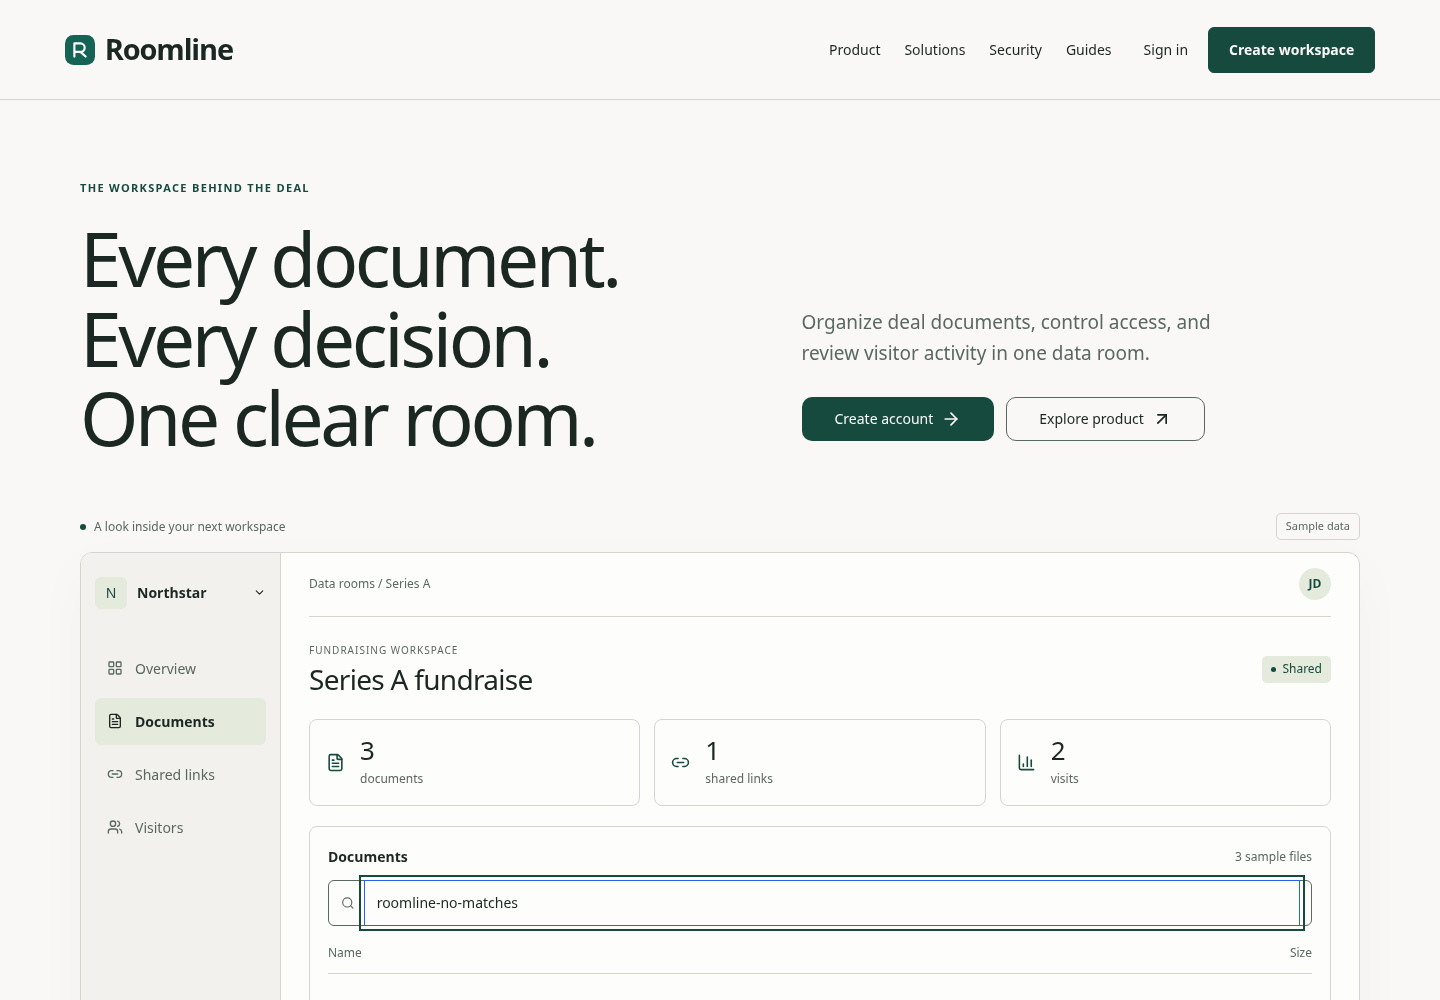 Roomline
Product
Solutions
Security
Guides
Sign in
Create workspace
THE WORKSPACE BEHIND THE DEAL
Every document.
Every decision.
One clear room.
Organize deal documents, control access, and
review visitor activity in one data room.
Create account
Explore product
A look inside your next workspace
Sample data
N
Northstar
Overview
Documents
Shared links
Visitors
Data rooms / Series A
JD
FUNDRAISING WORKSPACE
Series A fundraise
Shared
3
documents
1
shared links
2
visits
Documents
3 sample files
roomline-no-matches
Name
Size